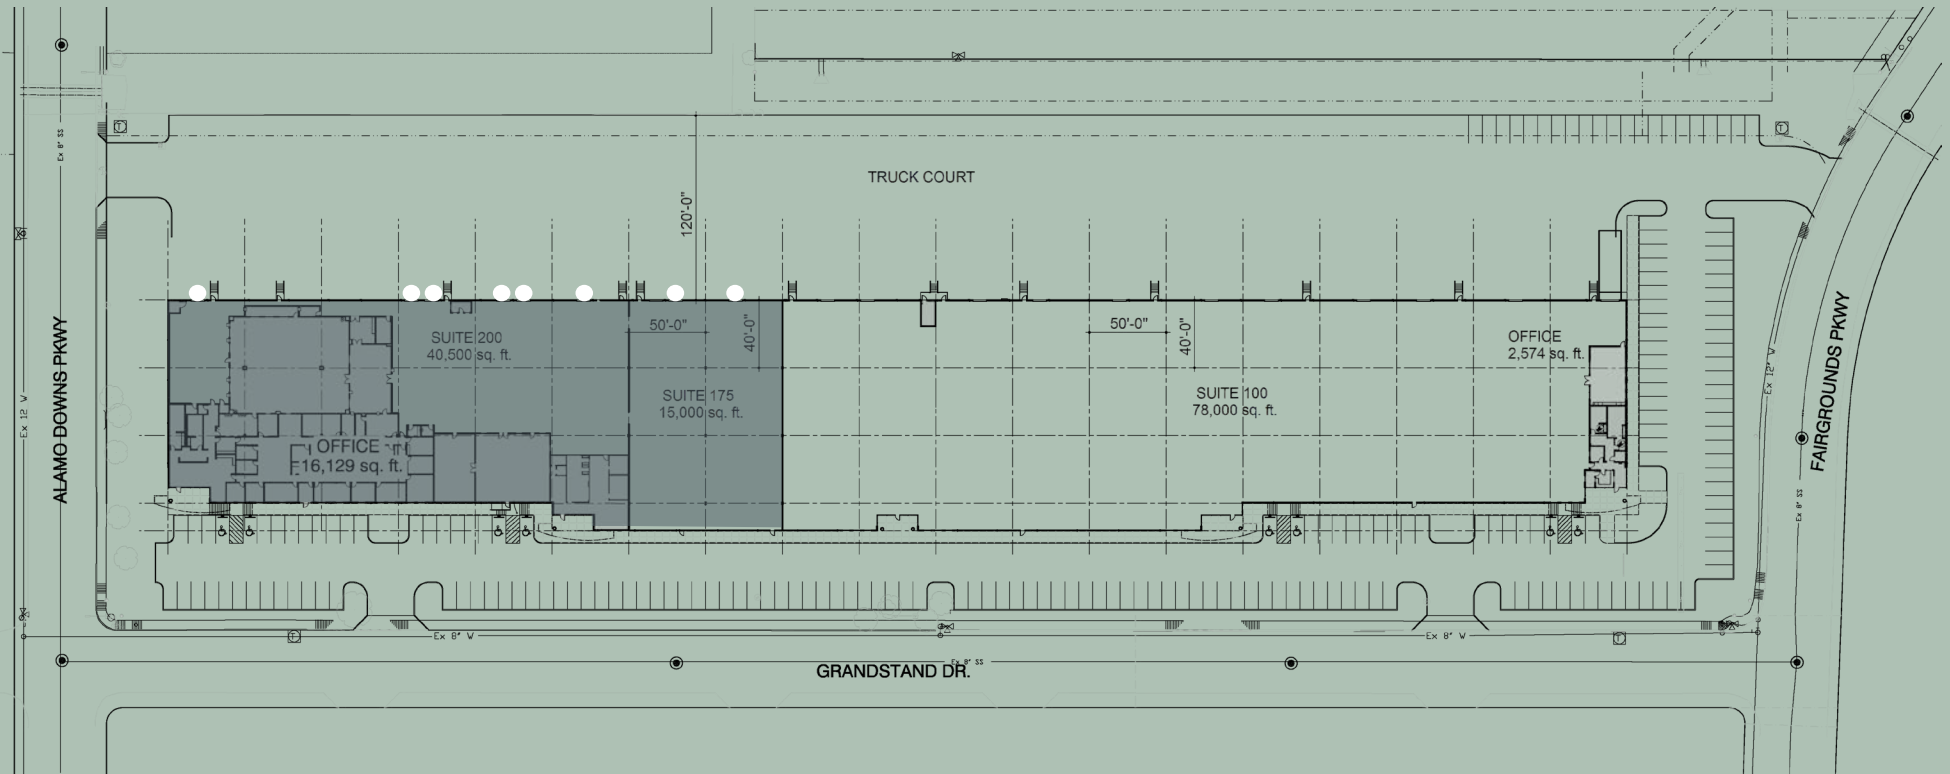 Ex 8" SS
TRUCK COURT
120'-0"
SUITE 200
40,500 sq. ft.
50'-0"
40'-0"
50'-0"
40'-0"
OFFICE
2,574 sq. ft.
SUITE 175
15,000 sq. ft.
SUITE 100
78,000 sq. ft.
OFFICE
16,129 sq. ft.
ALAMO DOWNS PKWY
Ex 12 W
FAIRGROUNDS PKWY
Ex 12" W
Ex 8" SS
Ex 8" W
Ex 8" W
Ex 8" SS
GRANDSTAND DR.
T
T
T
T